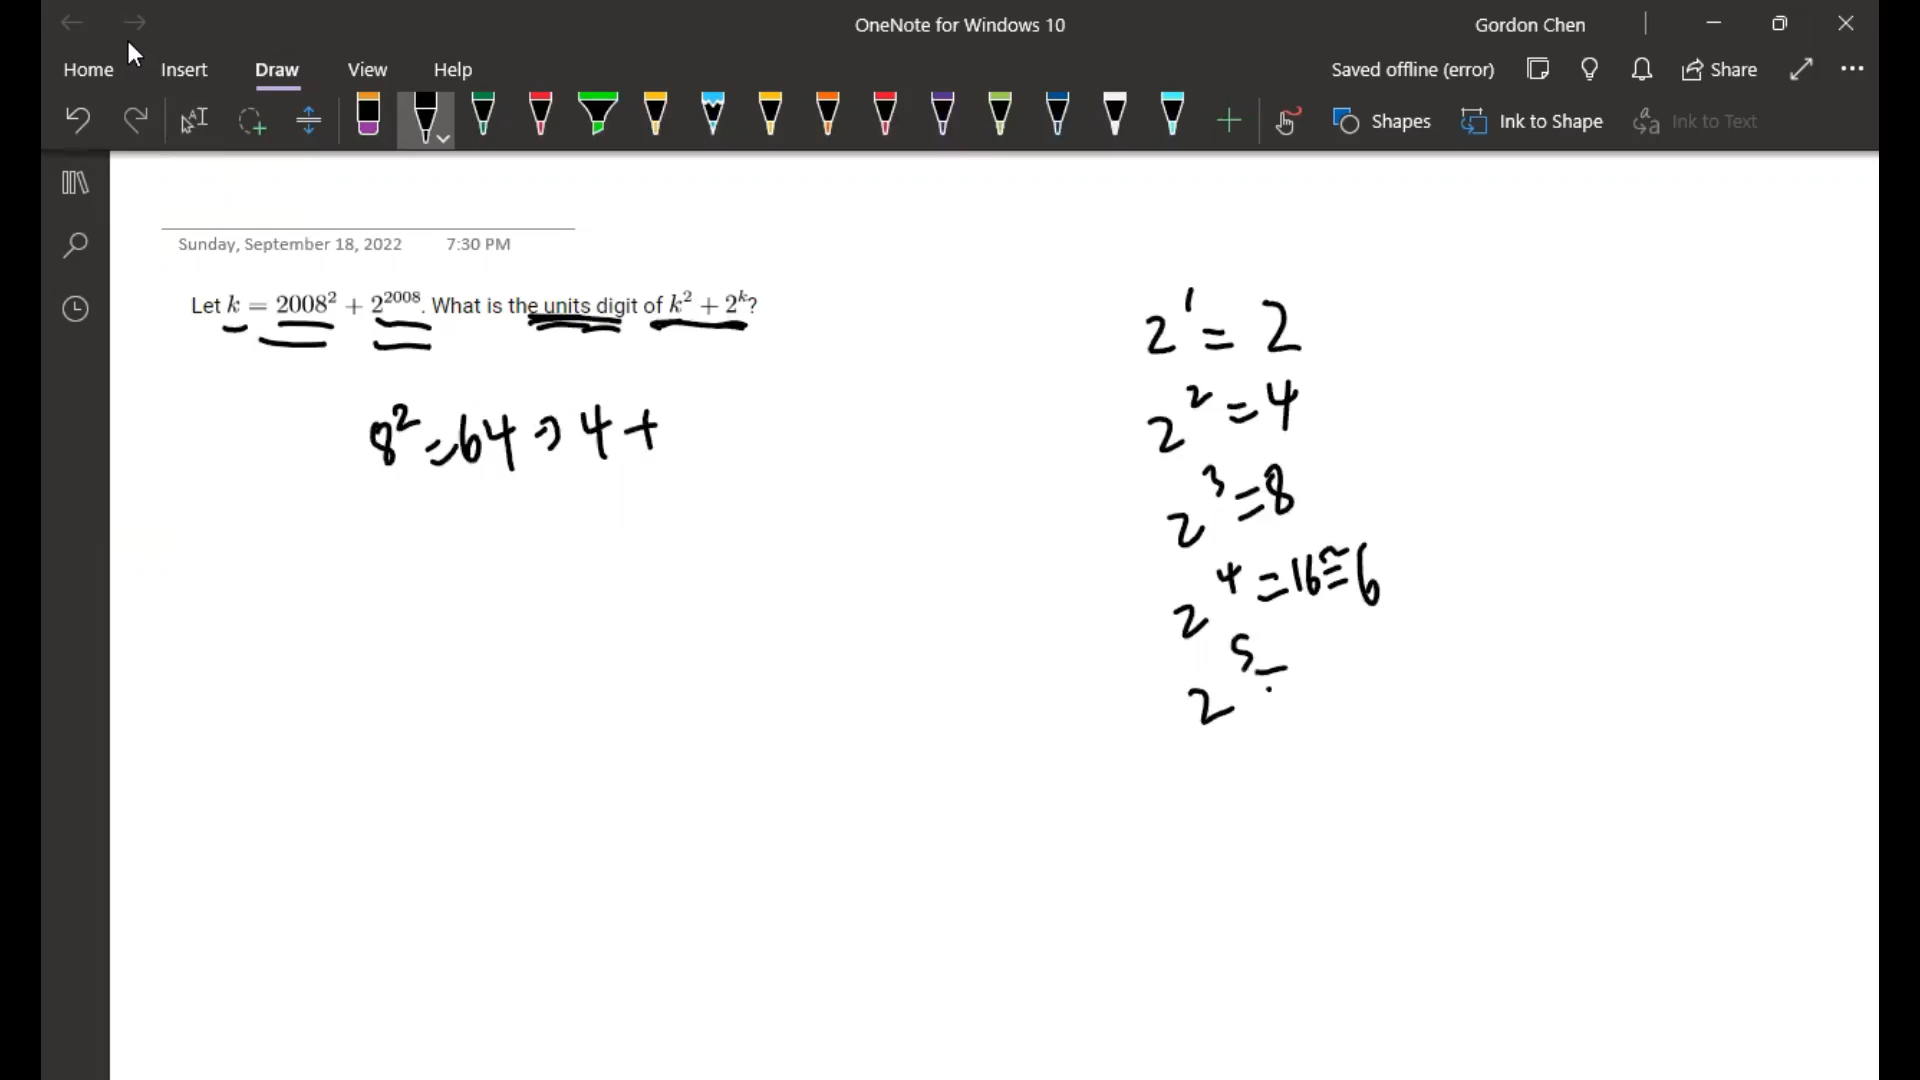 OneNote for Windows 10
Gordon Chen
Home Insert Draw View Help
Saved offline (error)
Share
Shapes
Ink to Shape
Ink to Text
Sunday, September 18, 2022 7:30 PM
Let k = 2008² + 2²⁰⁰⁸. What is the units digit of k² + 2ᵏ?
8² = 64 → 4 +
2¹ = 2
2² = 4
2³ = 8
2⁴ = 16 ≅ 6
2⁵ =